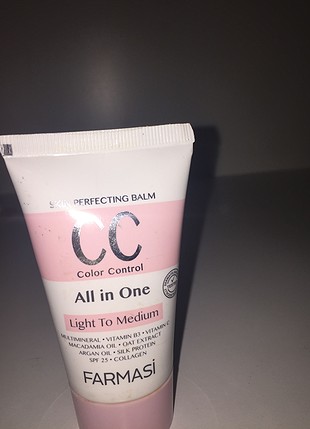 PERFECTING BALM
CC
Color Control
All in One
Light To Medium
MULTIMINERAL • VITAMIN B3 • VITAMIN E
MACADAMIA OIL • OAT EXTRACT
ARGAN OIL • SILK PROTEIN
SPF 25 • COLLAGEN
FARMASi